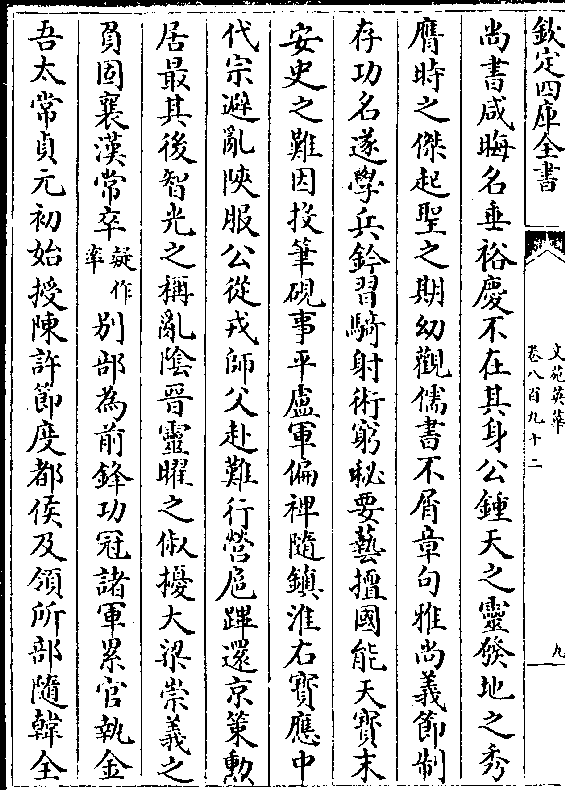 欽定四庫全書
文苑英華
卷八百九十二
九
尚書咸晦名垂裕慶不在其身公鍾天之靈發地之秀
膺時之傑起聖之期幼觀儒書不屑章句雅尚義節制
存功名遂學兵鈐習騎射術窮秘要藝擅國能天寳末
安史之難因投筆硯事平盧軍偏裨隨鎮淮右寳應中
代宗避亂陜服公從戎師父赴難行營扈蹕還京策勲
居最其後智光之稱亂隂晉靈曜之俶擾大梁崇義之
負固襄漢常卒疑作率别部為前鋒功冠諸軍累官執金
吾太常貞元初始授陳許節度都侯及領所部隨韓全